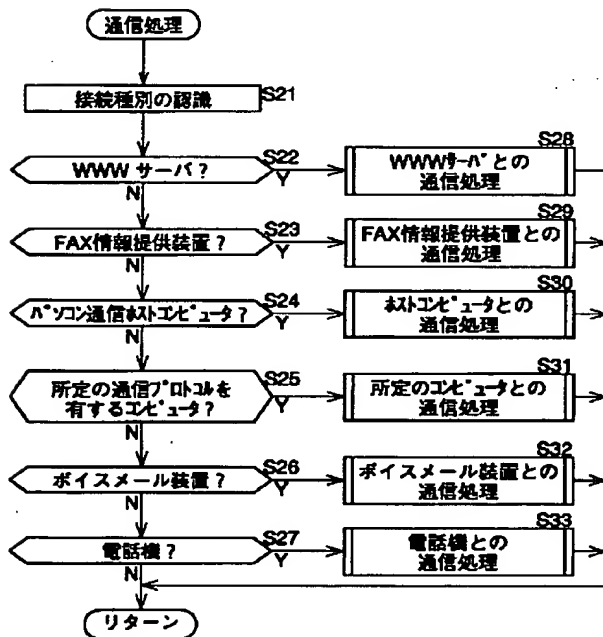 通信処理
接続種別の認識
S21
WWW サーバ？
S22
Y
N
WWWｻｰﾊﾞとの
通信処理
S28
FAX情報提供装置？
S23
Y
N
FAX情報提供装置との
通信処理
S29
ﾊﾟｿｺﾝ通信ﾎｽﾄｺﾝﾋﾟｭｰﾀ？
S24
Y
N
ﾎｽﾄｺﾝﾋﾟｭｰﾀとの
通信処理
S30
所定の通信ﾌﾟﾛﾄｺﾙを
有するｺﾝﾋﾟｭｰﾀ？
S25
Y
N
所定のｺﾝﾋﾟｭｰﾀとの
通信処理
S31
ボイスメール装置？
S26
Y
N
ボイスメール装置との
通信処理
S32
電話機？
S27
Y
N
電話機との
通信処理
S33
リターン